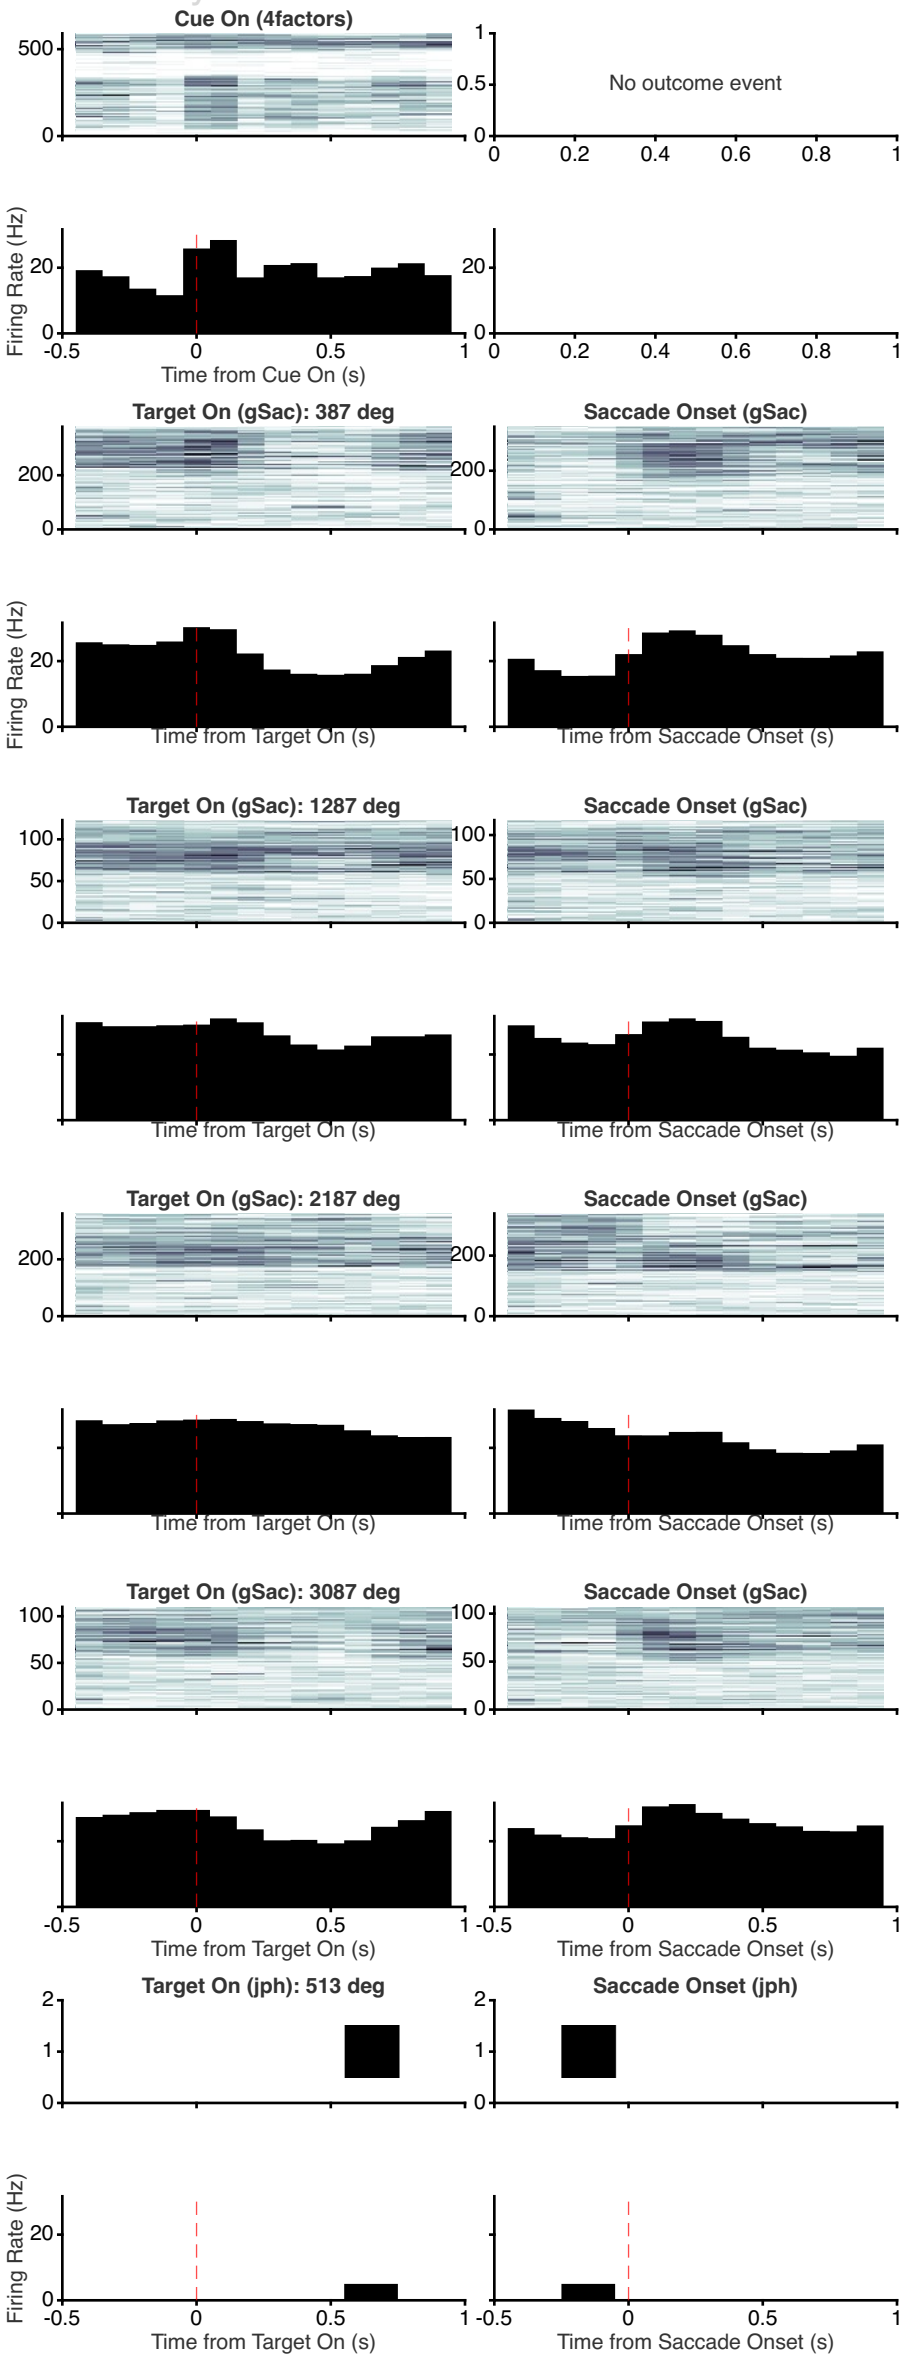 Cue On (4factors)
500
0
1
0.5
0
No outcome event
0 0.2 0.4 0.6 0.8 1
Firing Rate (Hz)
20
0
-0.5 0 0.5 1
Time from Cue On (s)
20
0
0 0.2 0.4 0.6 0.8 1
Target On (gSac): 387 deg
200
0
Saccade Onset (gSac)
200
0
Firing Rate (Hz)
20
0
Time from Target On (s)
Time from Saccade Onset (s)
Target On (gSac): 1287 deg
100
50
0
Saccade Onset (gSac)
100
50
0
Time from Target On (s)
Time from Saccade Onset (s)
Target On (gSac): 2187 deg
200
0
Saccade Onset (gSac)
200
0
Time from Target On (s)
Time from Saccade Onset (s)
Target On (gSac): 3087 deg
100
50
0
Saccade Onset (gSac)
100
50
0
-0.5 0 0.5 1
Time from Target On (s)
-0.5 0 0.5 1
Time from Saccade Onset (s)
Target On (jph): 513 deg
2
1
0
Saccade Onset (jph)
2
1
0
Firing Rate (Hz)
20
0
-0.5 0 0.5 1
Time from Target On (s)
-0.5 0 0.5 1
Time from Saccade Onset (s)